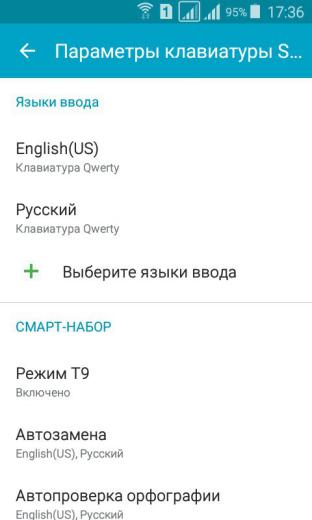 1 95% 17:36
Параметры клавиатуры S...
Языки ввода
English(US)
Клавиатура Qwerty
Русский
Клавиатура Qwerty
Выберите языки ввода
СМАРТ-НАБОР
Режим T9
Включено
Автозамена
English(US), Русский
Автопроверка орфографии
English(US), Русский